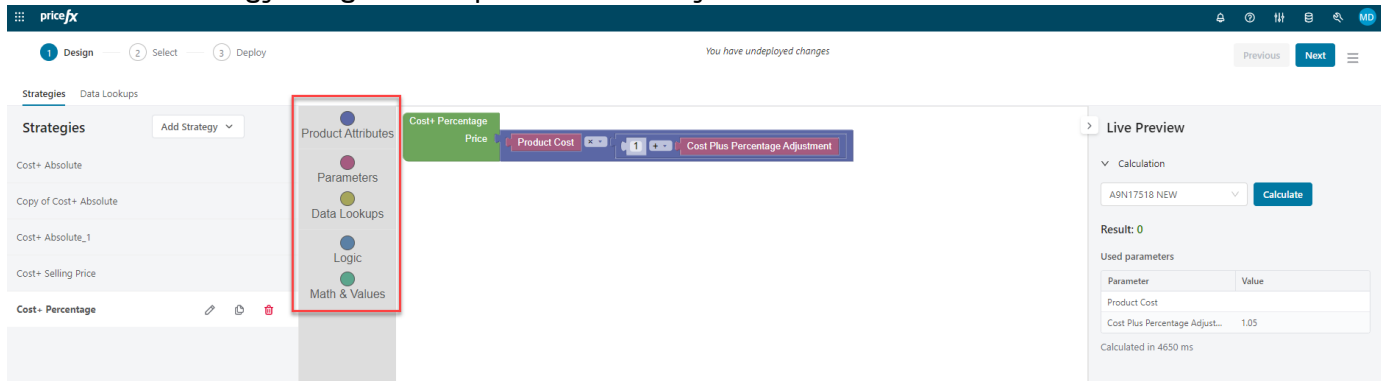 pricefx
MD
1 Design 2 Select 3 Deploy
You have undeployed changes
Previous Next
Strategies Data Lookups
Strategies
Add Strategy
Cost+ Absolute
Copy of Cost+ Absolute
Cost+ Absolute_1
Cost+ Selling Price
Cost+ Percentage
Product Attributes
Parameters
Data Lookups
Logic
Math & Values
Cost+ Percentage
Price Product Cost × 1 + Cost Plus Percentage Adjustment
Live Preview
Calculation
A9N17518 NEW Calculate
Result: 0
Used parameters
Parameter Value
Product Cost
Cost Plus Percentage Adjust... 1.05
Calculated in 4650 ms